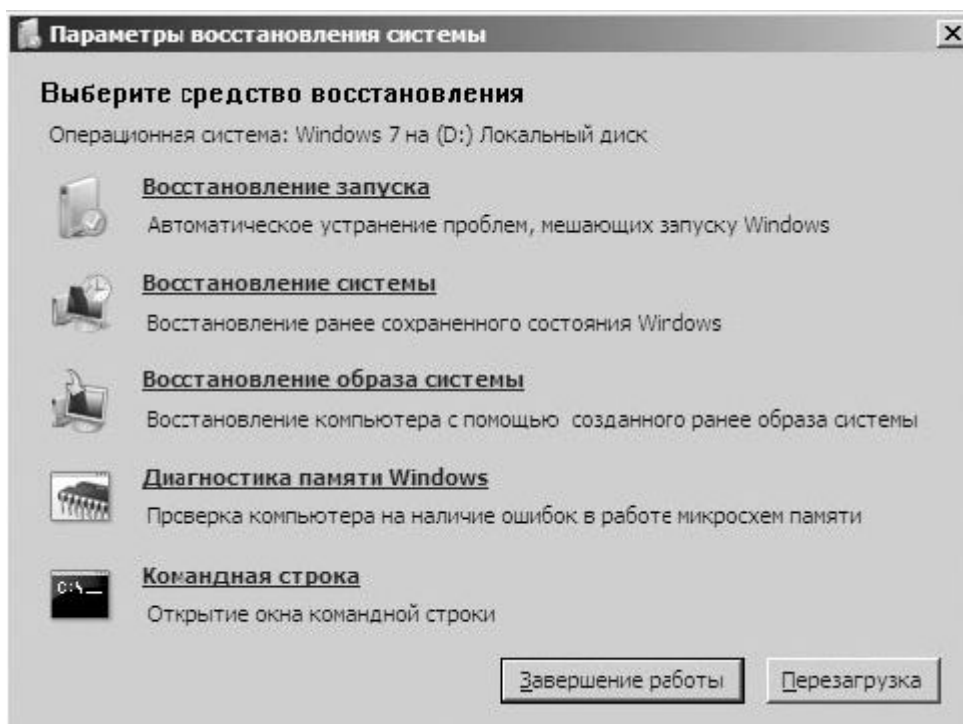 Параметры восстановления системы
Выберите средство восстановления
Операционная система: Windows 7 на (D:) Локальный диск
Восстановление запуска
Автоматическое устранение проблем, мешающих запуску Windows
Восстановление системы
Восстановление ранее сохраненного состояния Windows
Восстановление образа системы
Восстановление компьютера с помощью созданного ранее образа системы
Диагностика памяти Windows
Проверка компьютера на наличие ошибок в работе микросхем памяти
C:\_
Командная строка
Открытие окна командной строки
Завершение работы
Перезагрузка